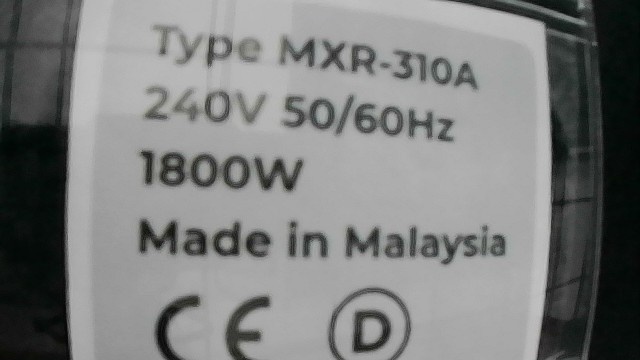 Type MXR-310A
240V 50/60Hz
1800W
Made in Malaysia
CE D